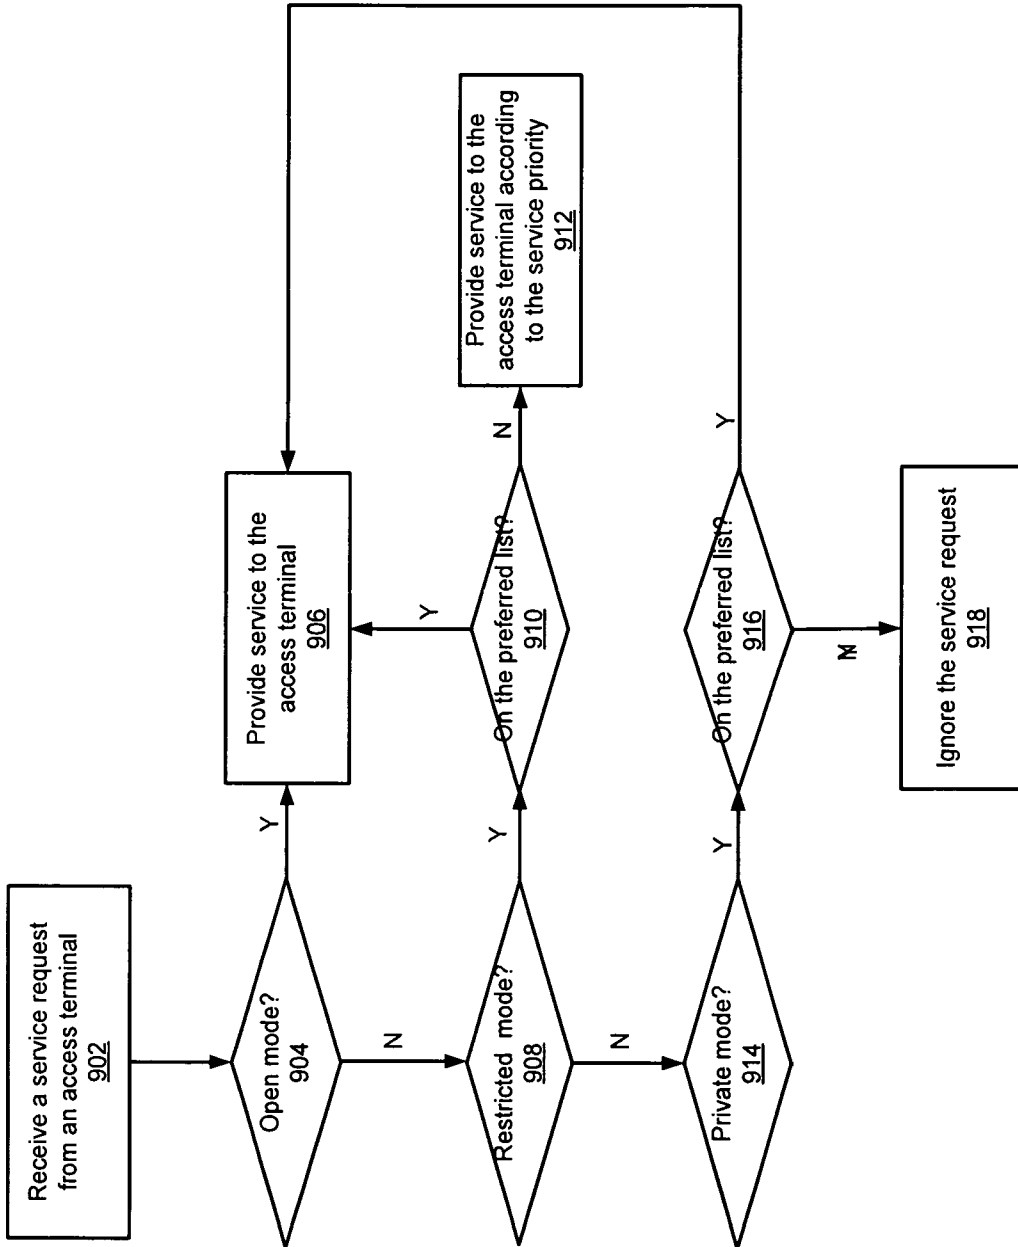 Receive a service request
from an access terminal
902
Open mode?
904
Y
Provide service to the
access terminal
906
N
Restricted mode?
908
Y
On the preferred list?
910
Y
N
Provide service to the
access terminal according
to the service priority
912
N
Private mode?
914
Y
On the preferred list?
916
Y
Ignore the service request
918